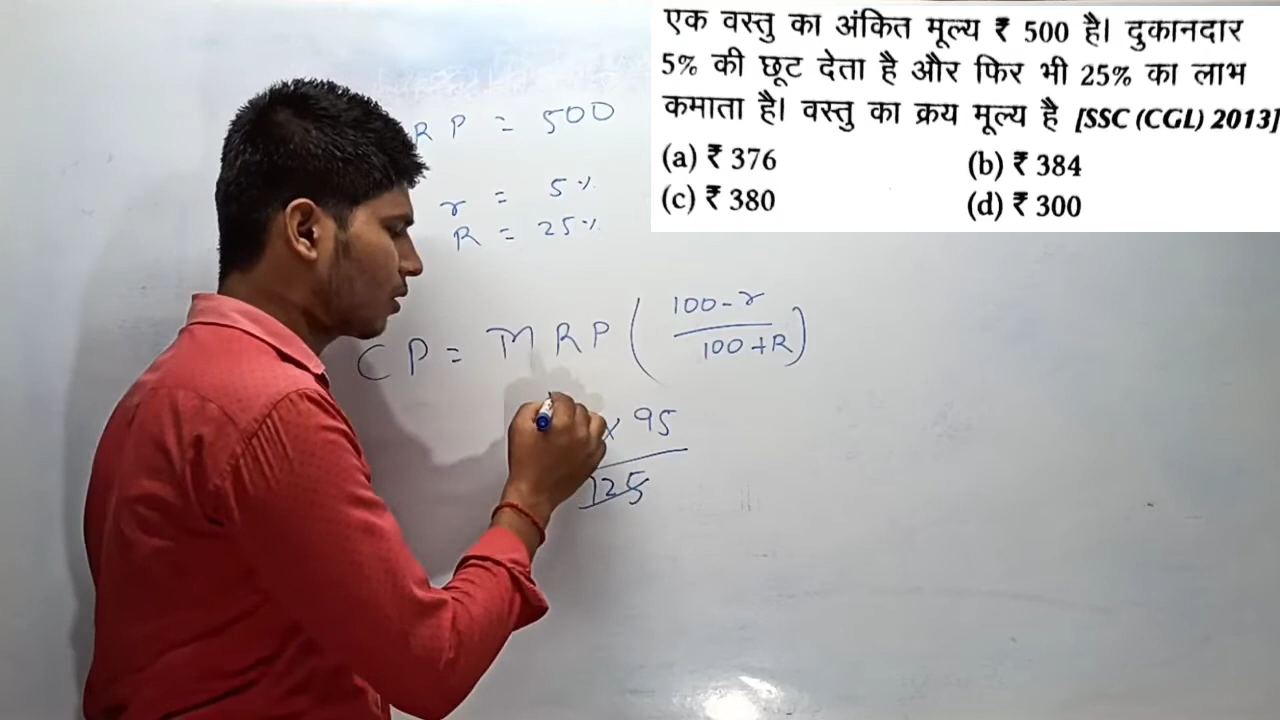 एक वस्तु का अंकित मूल्य ₹ 500 है। दुकानदार
5% की छूट देता है और फिर भी 25% का लाभ
कमाता है। वस्तु का क्रय मूल्य है [SSC (CGL) 2013]
(a) ₹ 376 (b) ₹ 384
(c) ₹ 380 (d) ₹ 300
R P = 500
r = 5%
R = 25%
CP = MRP ( 100 - r
100 + R )
x 95
125